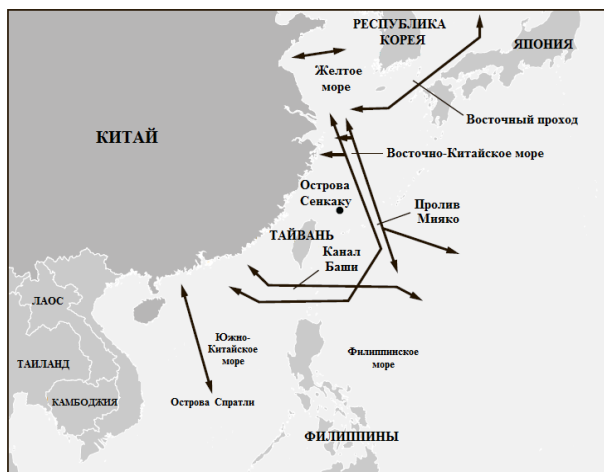 РЕСПУБЛИКА
КОРЕЯ
ЯПОНИЯ
Желтое
море
Восточный проход
КИТАЙ
Восточно-Китайское море
Острова
Сенкаку
Пролив
Мияко
ТАЙВАНЬ
Канал
Баши
ЛАОС
Южно-
Китайское
море
Филиппинское
море
ТАИЛАНД
КАМБОДЖИЯ
Острова Спратли
ФИЛИППИНЫ